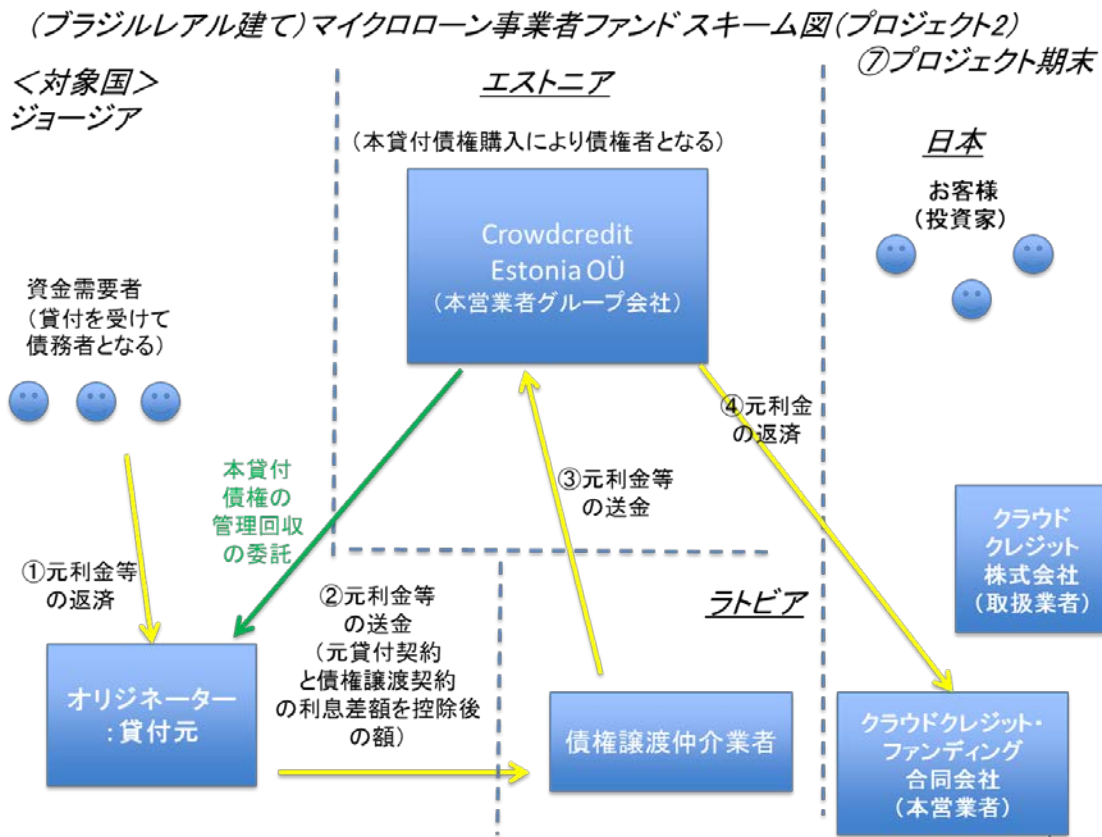 (ブラジルレアル建て)マイクロローン事業者ファンド スキーム図(プロジェクト2)
⑦プロジェクト期末
<対象国>
ジョージア
エストニア
日本
(本貸付債権購入により債権者となる)
お客様
(投資家)
Crowdcredit
Estonia OÜ
(本営業者グループ会社)
資金需要者
(貸付を受けて
債務者となる)
④元利金
の返済
本貸付
債権の
管理回収
の委託
③元利金等
の送金
クラウド
クレジット
株式会社
(取扱業者)
①元利金等
の返済
②元利金等
の送金
(元貸付契約
と債権譲渡契約
の利息差額を控除後
の額)
ラトビア
オリジネーター
:貸付元
債権譲渡仲介業者
クラウドクレジット・
ファンディング
合同会社
(本営業者)